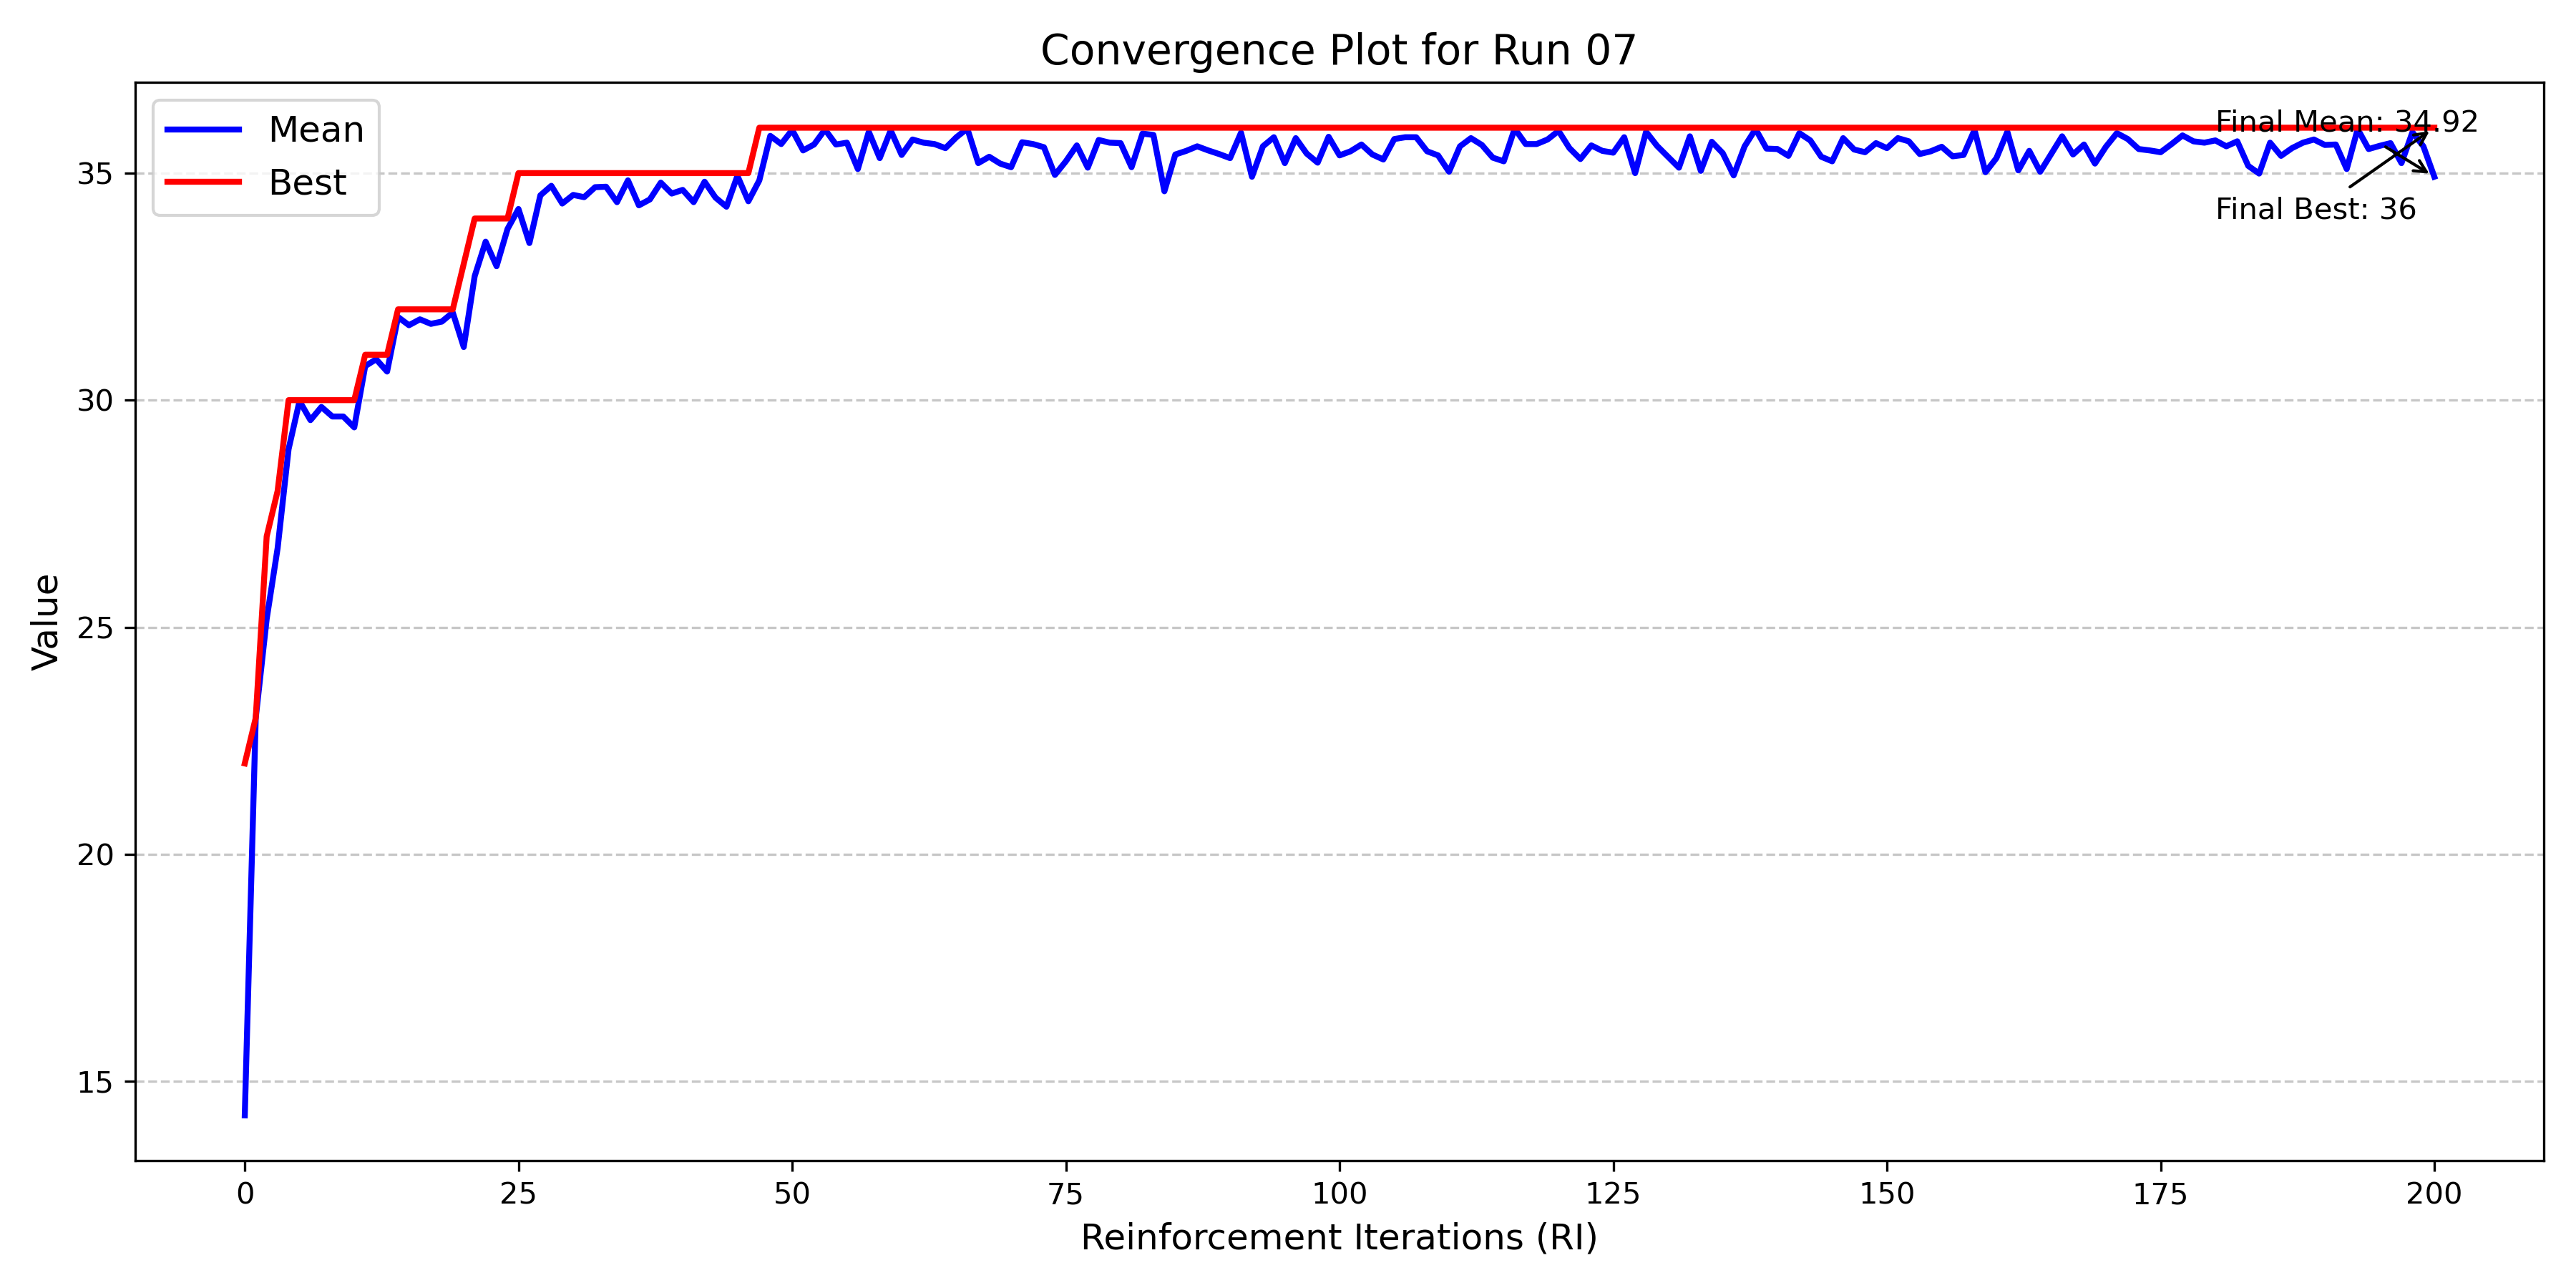 Convergence Plot for Run 07
Mean
Best
Final Mean: 34.92
Final Best: 36
Value
35
30
25
20
15
0 25 50 75 100 125 150 175 200
Reinforcement Iterations (RI)